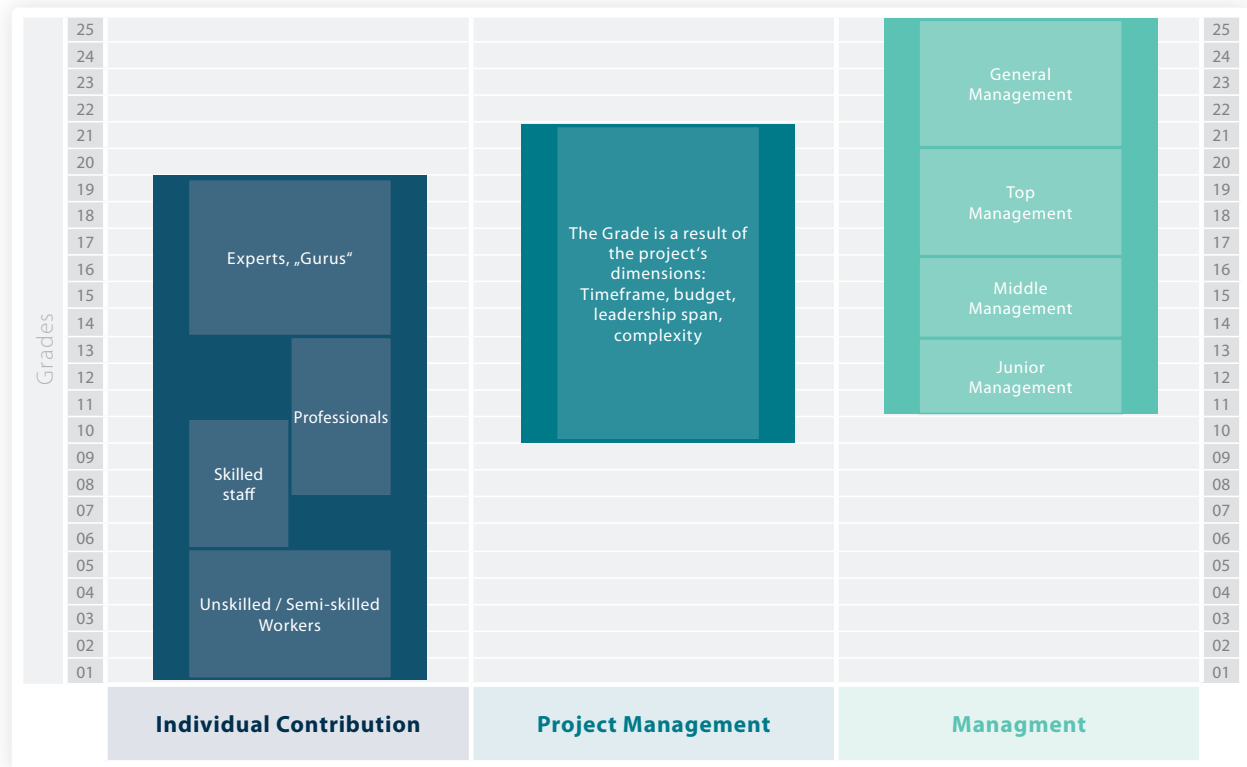 Grades
25
24
23
22
21
20
19
18
17
16
15
14
13
12
11
10
09
08
07
06
05
04
03
02
01
Experts, „Gurus“
Professionals
Skilled
staff
Unskilled / Semi-skilled
Workers
The Grade is a result of
the project‘s
dimensions:
Timeframe, budget,
leadership span,
complexity
General
Management
Top
Management
Middle
Management
Junior
Management
25
24
23
22
21
20
19
18
17
16
15
14
13
12
11
10
09
08
07
06
05
04
03
02
01
Individual Contribution
Project Management
Managment